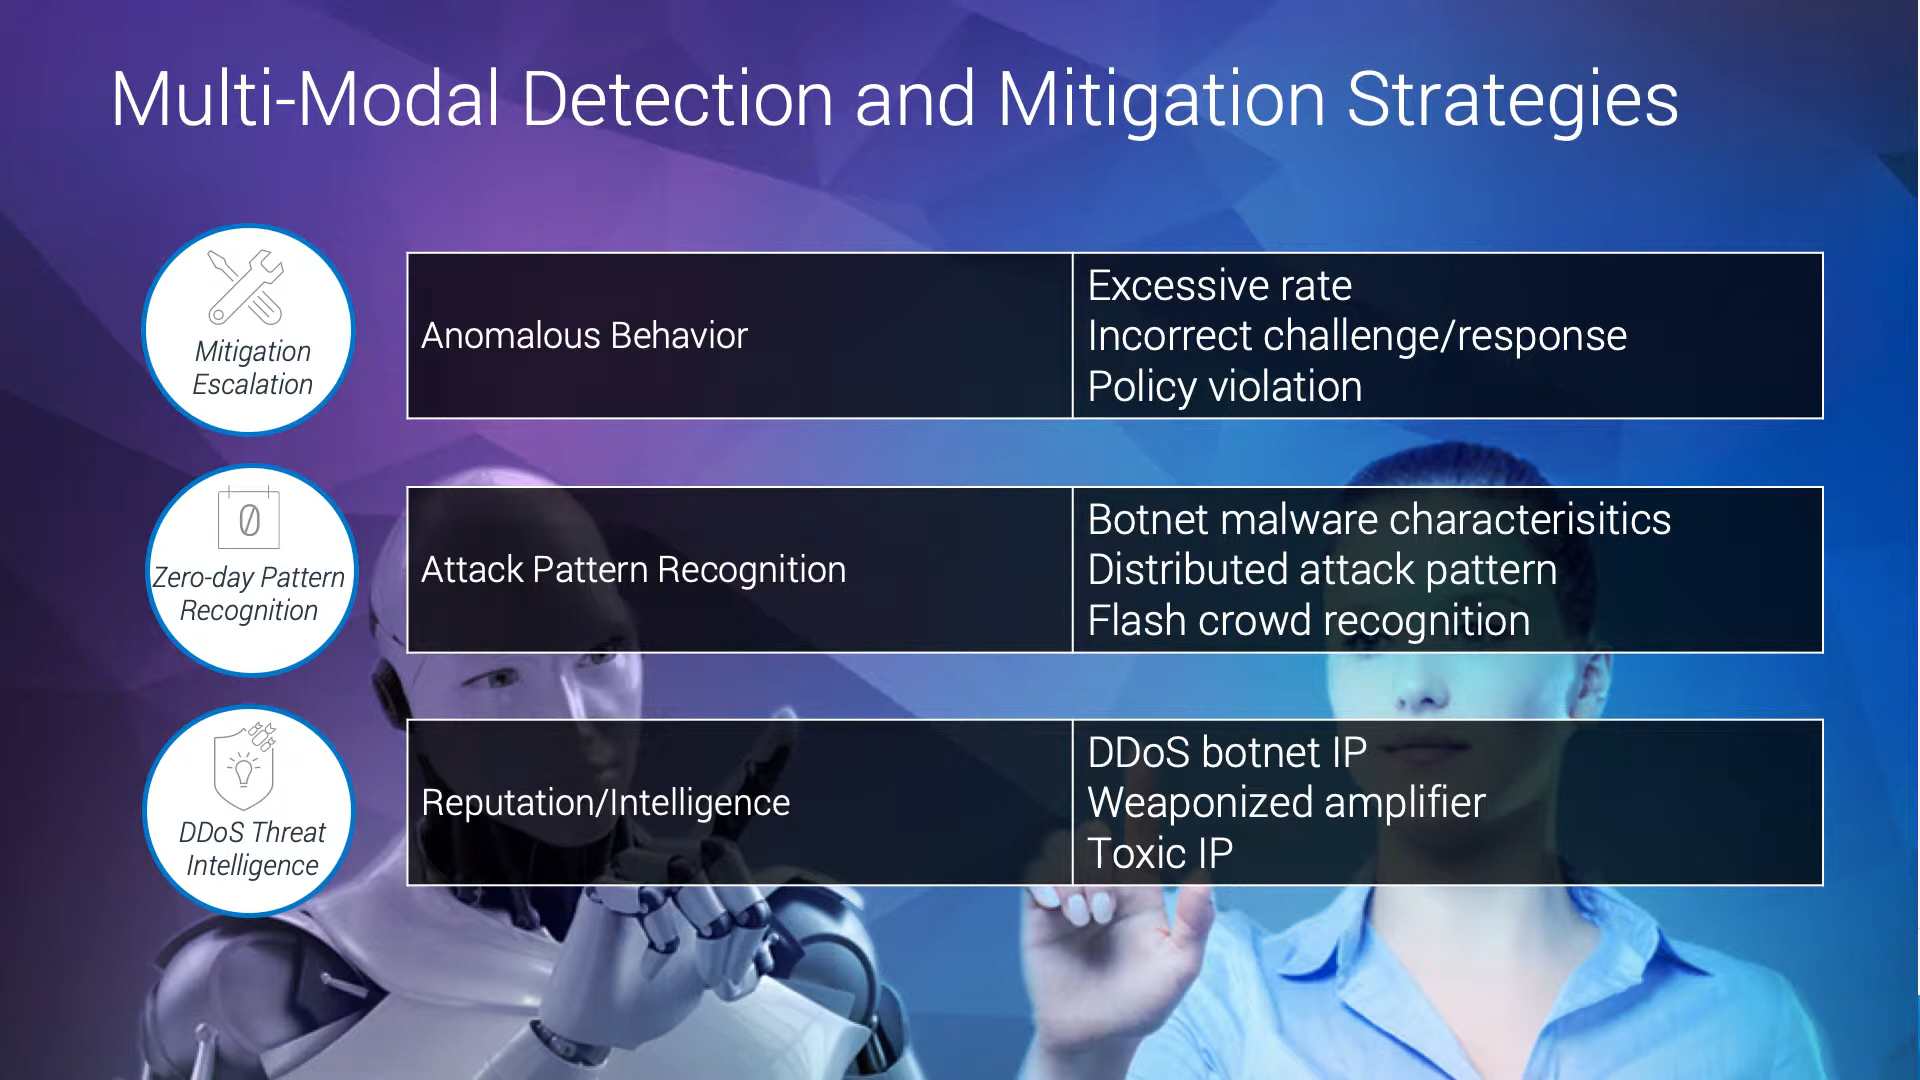 Multi-Modal Detection and Mitigation Strategies
Mitigation
Escalation
Anomalous Behavior
Excessive rate
Incorrect challenge/response
Policy violation
0
Zero-day Pattern
Recognition
Attack Pattern Recognition
Botnet malware characterisitics
Distributed attack pattern
Flash crowd recognition
DDoS Threat
Intelligence
Reputation/Intelligence
DDoS botnet IP
Weaponized amplifier
Toxic IP